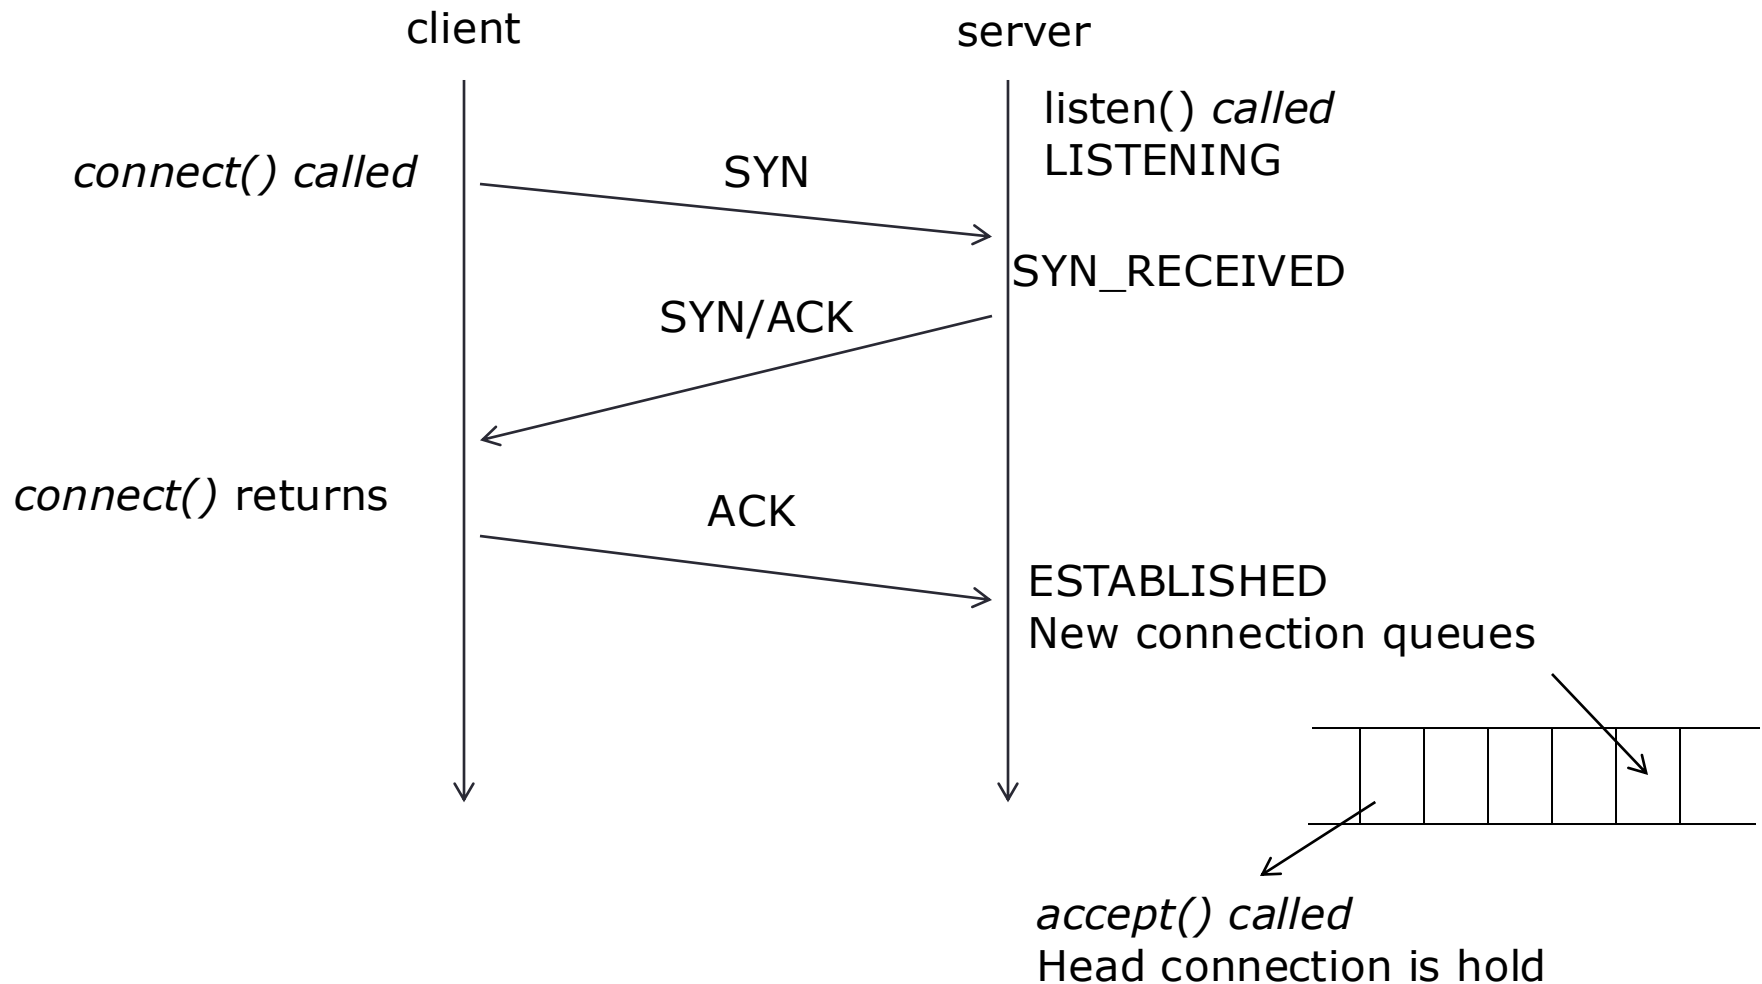 client
server
listen() called
LISTENING
connect() called
SYN
SYN_RECEIVED
SYN/ACK
connect() returns
ACK
ESTABLISHED
New connection queues
accept() called
Head connection is hold